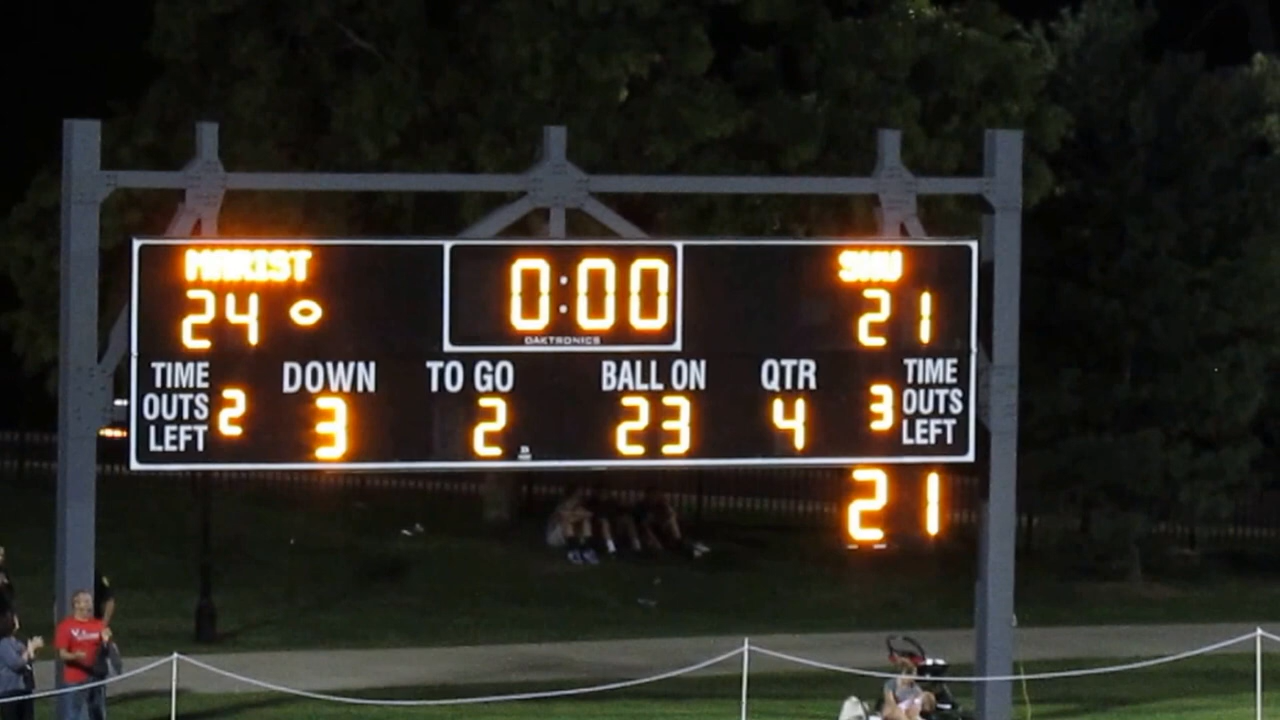 MARIST 0:00 SHU
24 21
DAKTRONICS
TIME OUTS LEFT 2 DOWN 3 TO GO 2 BALL ON 23 QTR 4 3 TIME OUTS LEFT
21